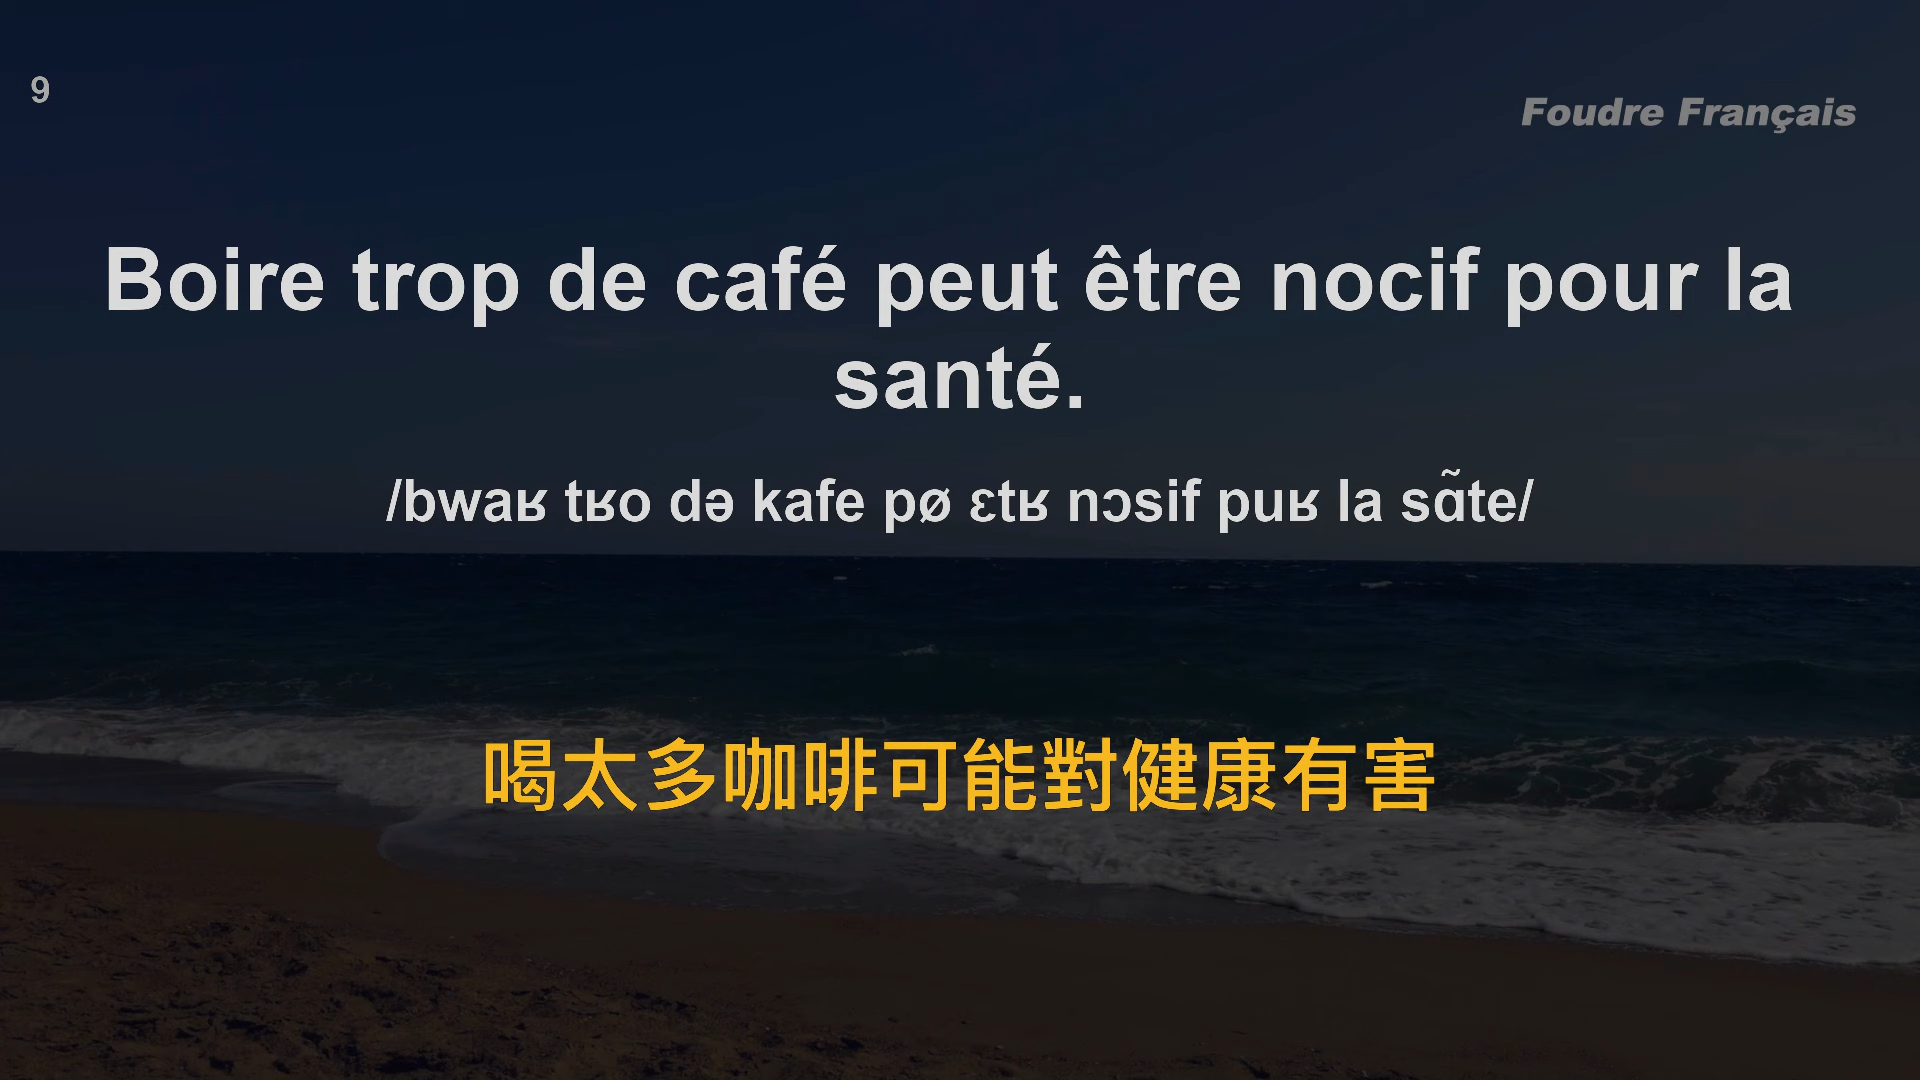 9
Foudre Français
Boire trop de café peut être nocif pour la
santé.
/bwaʁ tʁo də kafe pø ɛtʁ nɔsif puʁ la sɑ̃te/
喝太多咖啡可能對健康有害